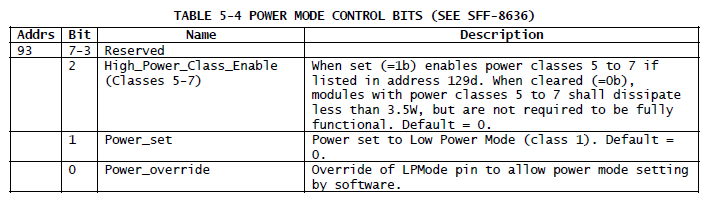 TABLE 5-4 POWER MODE CONTROL BITS (SEE SFF-8636)
Addrs Bit Name Description
93 7-3 Reserved
2 High_Power_Class_Enable When set (=1b) enables power classes 5 to 7 if
(Classes 5-7) listed in address 129d. When cleared (=0b),
modules with power classes 5 to 7 shall dissipate
less than 3.5W, but are not required to be fully
functional. Default = 0.
1 Power_set Power set to Low Power Mode (class 1). Default =
0.
0 Power_override Override of LPMode pin to allow power mode setting
by software.